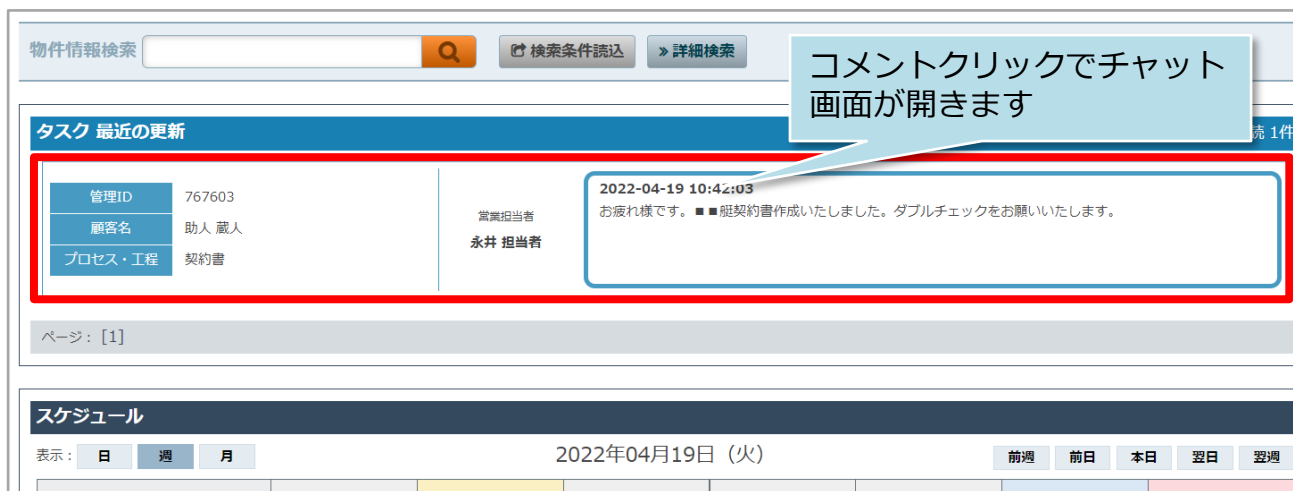 物件情報検索
検索条件読込
» 詳細検索
コメントクリックでチャット
画面が開きます
タスク 最近の更新
読 1件
管理ID 767603
顧客名 助人 蔵人
プロセス・工程 契約書
営業担当者
永井 担当者
2022-04-19 10:42:03
お疲れ様です。■■艇契約書作成いたしました。ダブルチェックをお願いいたします。
ページ： [1]
スケジュール
表示： 日 週 月
2022年04月19日（火）
前週 前日 本日 翌日 翌週